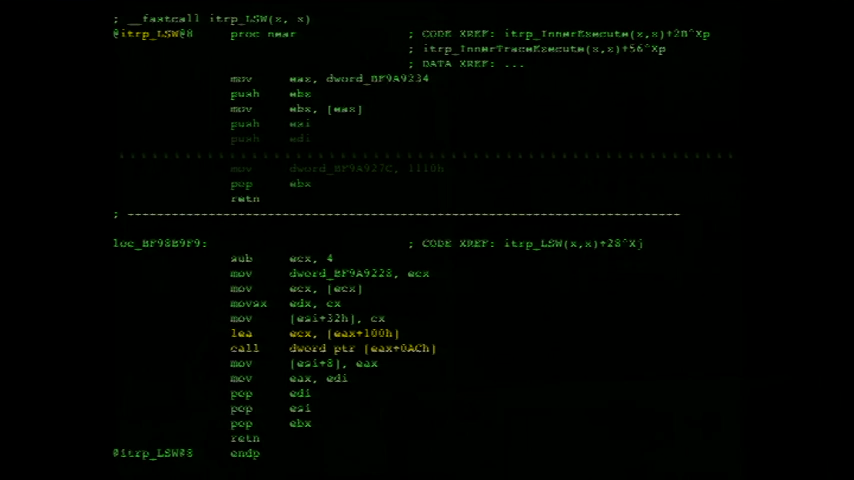 ; __fastcall itrp_LSW(x, x)
@itrp_LSW@8 proc near ; CODE XREF: itrp_InnerExecute(x,x)+28^Xp
; itrp_InnerTraceExecute(x,x)+56^Xp
; DATA XREF: ...
mov eax, dword_BF9A9234
push ebx
mov ebx, [eax]
push esi
push edi
mov dword_BF9A927C, 1110h
pop ebx
retn
; ---------------------------------------------------------------------------
loc_BF98B9F9: ; CODE XREF: itrp_LSW(x,x)+28^Xj
sub ecx, 4
mov dword_BF9A9228, ecx
mov ecx, [ecx]
movsx edx, cx
mov [esi+32h], cx
lea ecx, [eax+100h]
call dword ptr [eax+0ACh]
mov [esi+8], eax
mov eax, edi
pop edi
pop esi
pop ebx
retn
@itrp_LSW@8 endp